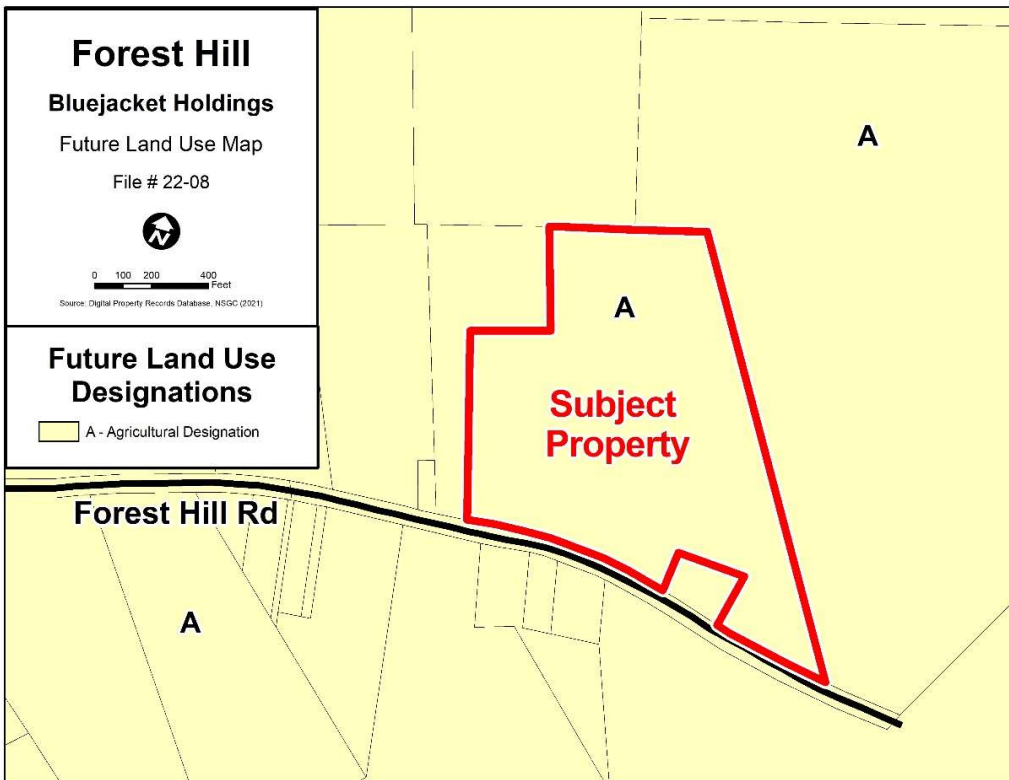 Forest Hill
Bluejacket Holdings
Future Land Use Map
File # 22-08
N
0 100 200 400
Feet
Source: Digital Property Records Database, NSGC (2021)
Future Land Use
Designations
A - Agricultural Designation
A
A
Subject
Property
Forest Hill Rd
A